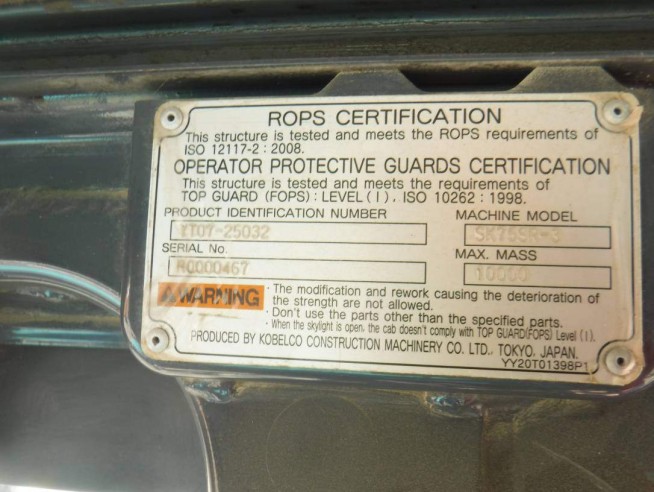 ROPS CERTIFICATION
This structure is tested and meets the ROPS requirements of
ISO 12117-2 : 2008.
OPERATOR PROTECTIVE GUARDS CERTIFICATION
This structure is tested and meets the requirements of
TOP GUARD (FOPS) : LEVEL (I), ISO 10262 : 1998.
PRODUCT IDENTIFICATION NUMBER MACHINE MODEL
YT07-25032 SK75SR-3
SERIAL No. MAX. MASS
10000
WARNING · The modification and rework causing the deterioration of
the strength are not allowed.
· Don't use the parts other than the specified parts.
· When the skylight is open, the cab doesn't comply with TOP GUARD(FOPS) Level (I).
PRODUCED BY KOBELCO CONSTRUCTION MACHINERY CO. LTD., TOKYO. JAPAN.
YY20T01398P1